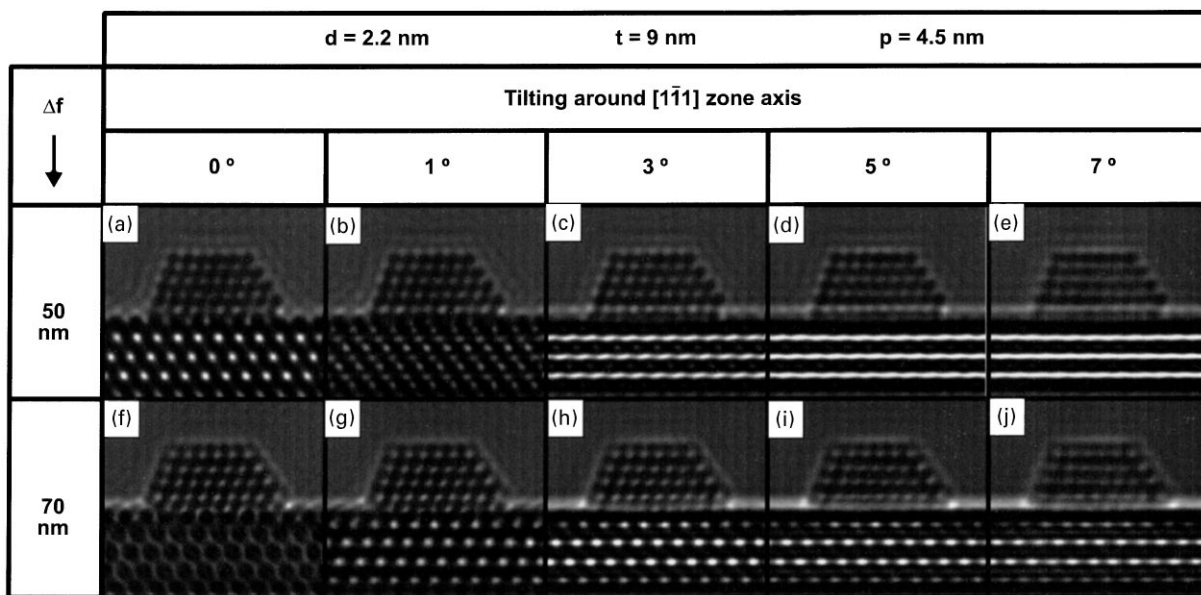 d = 2.2 nm t = 9 nm p = 4.5 nm
Δf
Tilting around [11̄1] zone axis
0 º 1 º 3 º 5 º 7 º
(a) (b) (c) (d) (e)
50
nm
(f) (g) (h) (i) (j)
70
nm